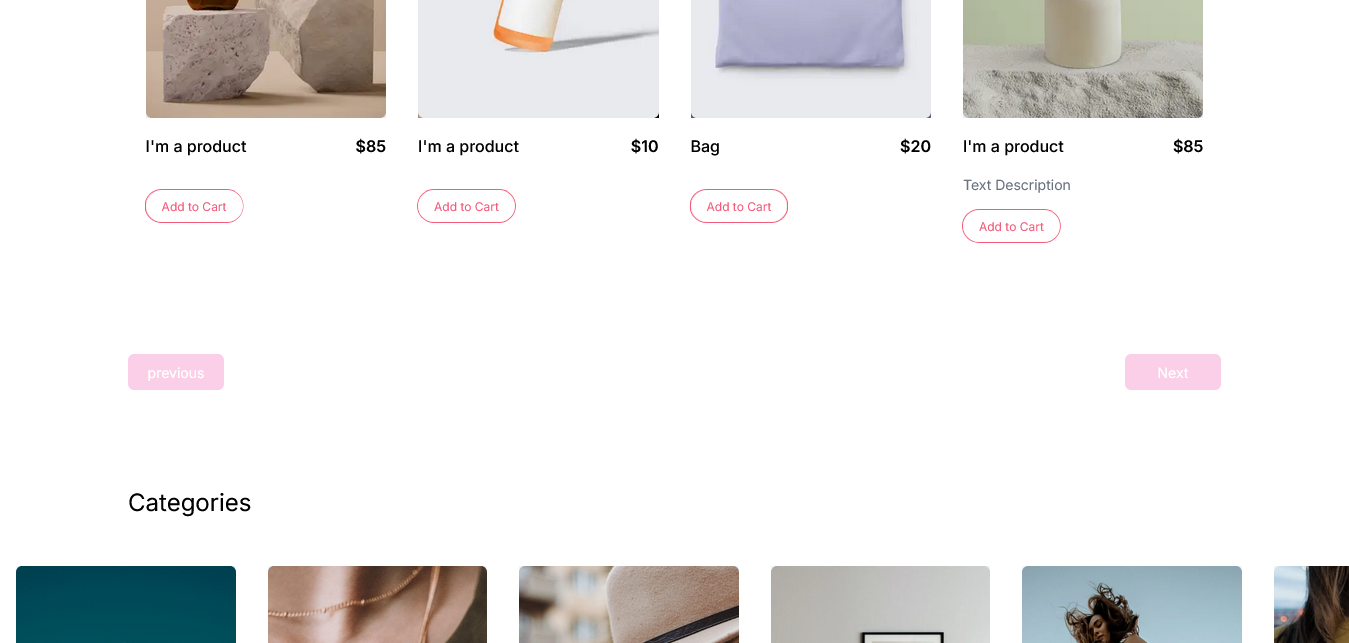 I'm a product $85
I'm a product $10
Bag $20
I'm a product $85
Text Description
Add to Cart
Add to Cart
Add to Cart
Add to Cart
previous
Next
Categories